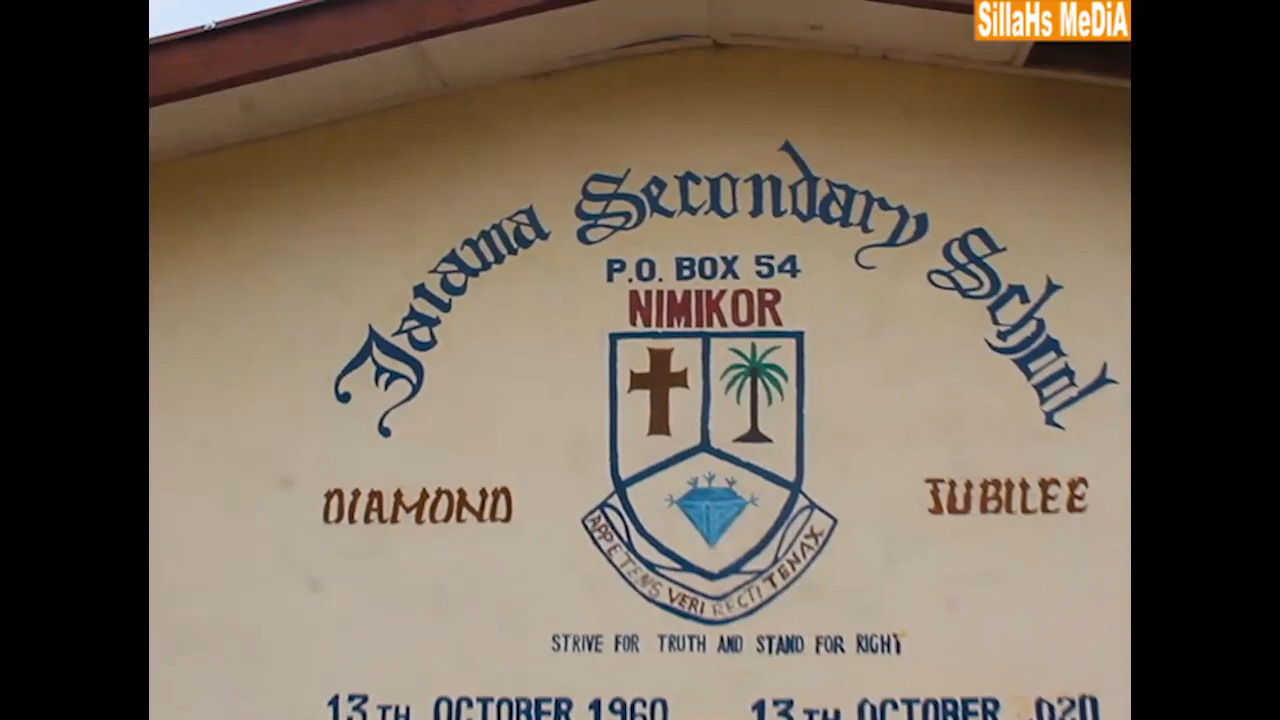 SillaHs MeDiA
Jaiama Secondary School
P.O. BOX 54
NIMIKOR
DIAMOND JUBILEE
APPETENS VERI RECTI TENAX
STRIVE FOR TRUTH AND STAND FOR RIGHT
13TH OCTOBER 1960 13TH OCTOBER 2020